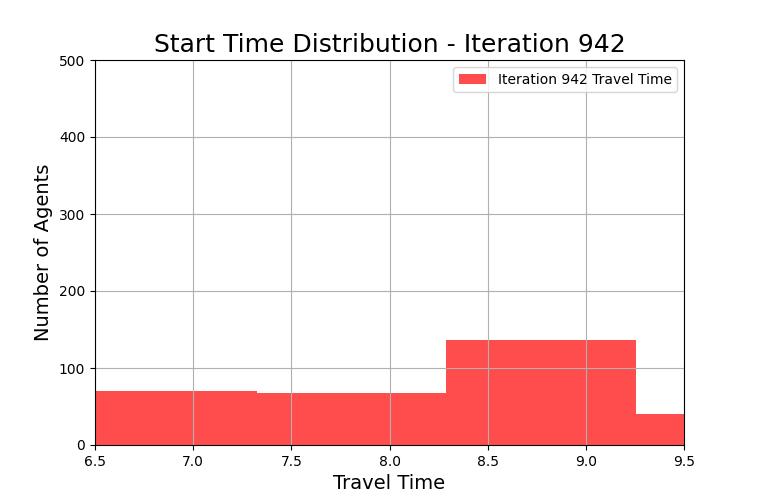 Start Time Distribution - Iteration 942
500
Iteration 942 Travel Time
400
300
200
100
0
Number of Agents
6.5 7.0 7.5 8.0 8.5 9.0 9.5
Travel Time